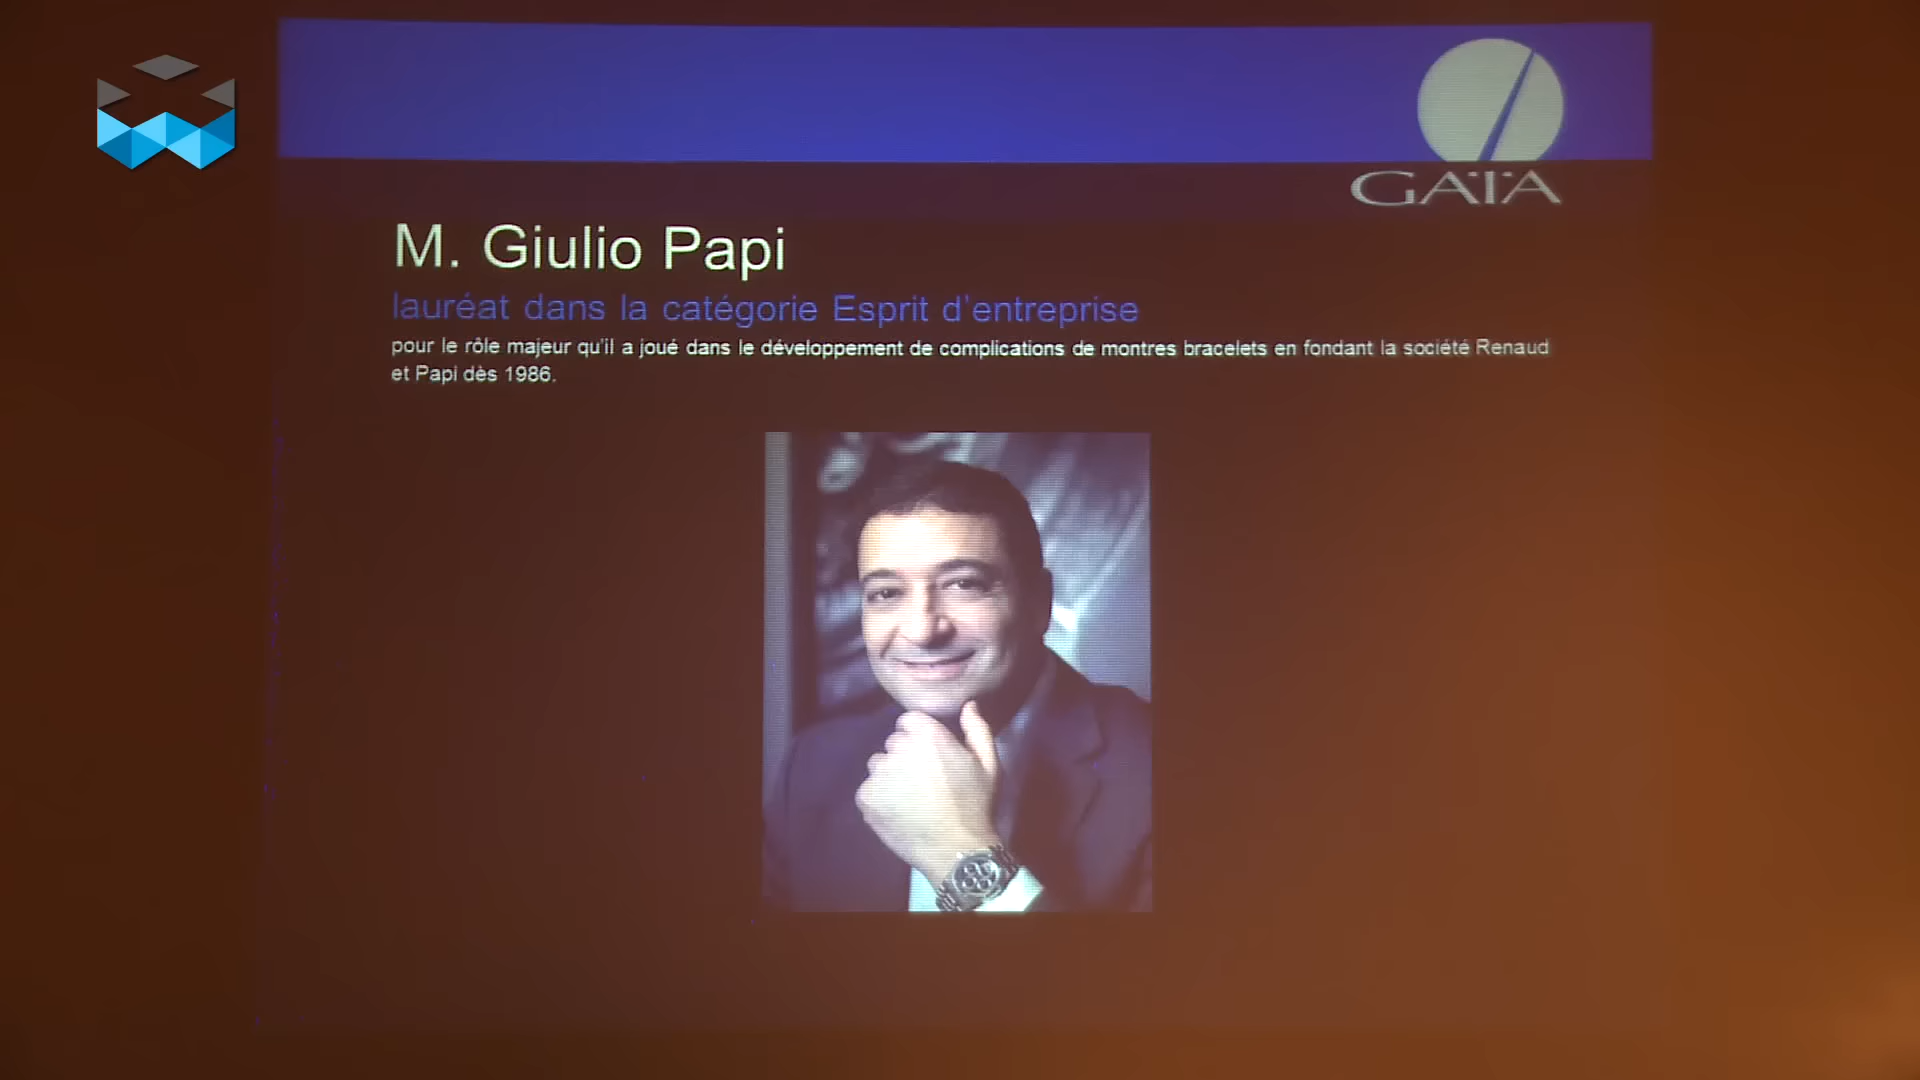 GAÏA
M. Giulio Papi
lauréat dans la catégorie Esprit d'entreprise
pour le rôle majeur qu'il a joué dans le développement de complications de montres bracelets en fondant la société Renaud
et Papi dès 1986.